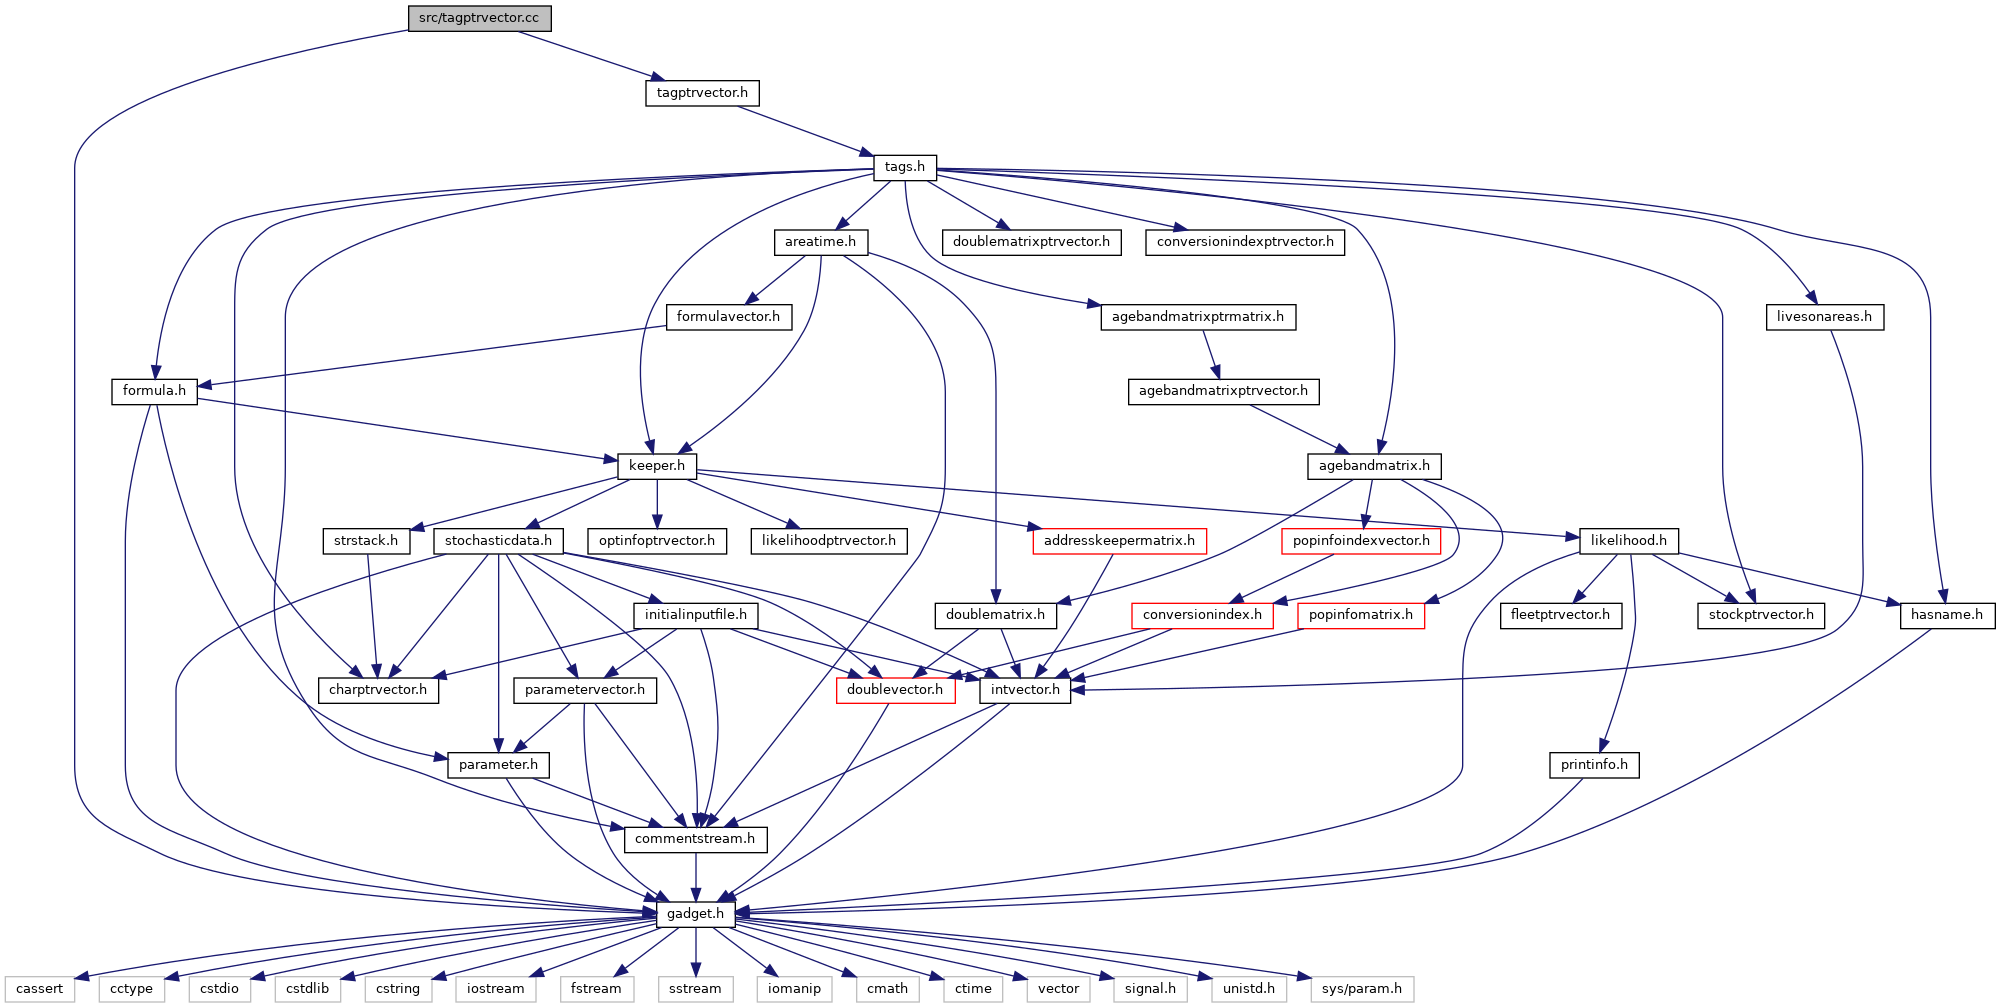 src/tagptrvector.cc
tagptrvector.h
tags.h
areatime.h
doublematrixptrvector.h
conversionindexptrvector.h
formulavector.h
agebandmatrixptrmatrix.h
livesonareas.h
formula.h
agebandmatrixptrvector.h
keeper.h
agebandmatrix.h
strstack.h
stochasticdata.h
optinfoptrvector.h
likelihoodptrvector.h
addresskeepermatrix.h
popinfoindexvector.h
likelihood.h
initialinputfile.h
doublematrix.h
conversionindex.h
popinfomatrix.h
fleetptrvector.h
stockptrvector.h
hasname.h
charptrvector.h
parametervector.h
doublevector.h
intvector.h
parameter.h
printinfo.h
commentstream.h
gadget.h
cassert
cctype
cstdio
cstdlib
cstring
iostream
fstream
sstream
iomanip
cmath
ctime
vector
signal.h
unistd.h
sys/param.h